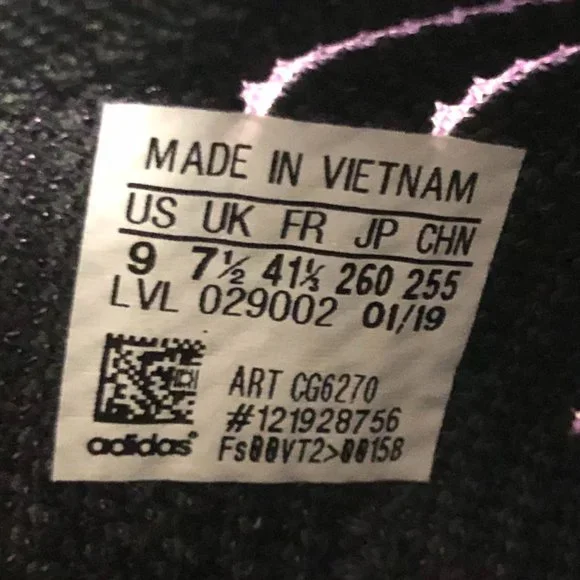 MADE IN VIETNAM
US UK FR JP CHN
9 7½ 41⅓ 260 255
LVL 029002 01/19
ART CG6270
#121928756
adidas® Fs00VT2>00158